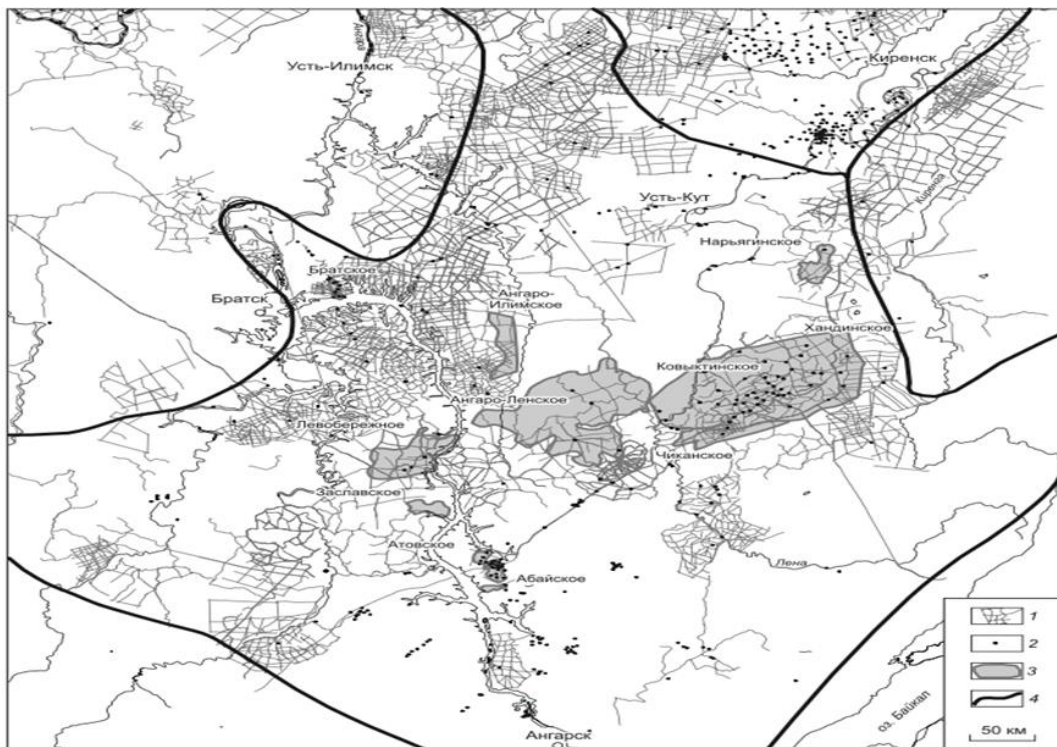 Ангара
Усть-Илимск
Киренск
Киренга
Усть-Кут
Нарьягинское
Братское
Братск
Ангаро-
Илимское
Хандинское
Ковыктинское
Ангаро-Ленское
Левобережное
Чиканское
Заславское
Атовское
Лена
Абайское
Ангарск
оз. Байкал
1
2
3
4
50 км